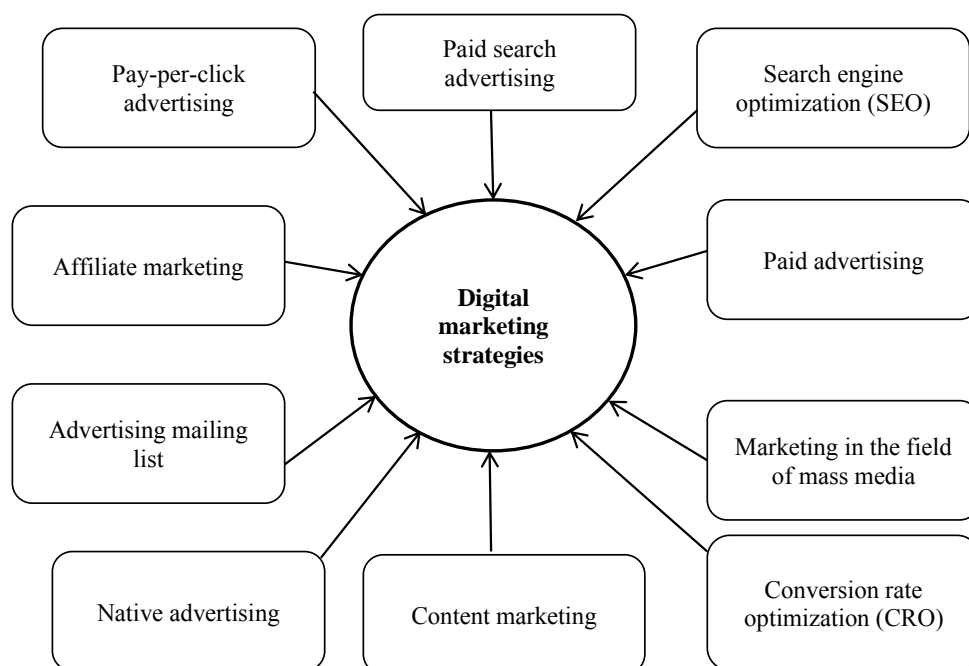 Pay-per-click
advertising
Paid search
advertising
Search engine
optimization (SEO)
Affiliate marketing
Digital
marketing
strategies
Paid advertising
Advertising mailing
list
Marketing in the field
of mass media
Native advertising
Content marketing
Conversion rate
optimization (CRO)